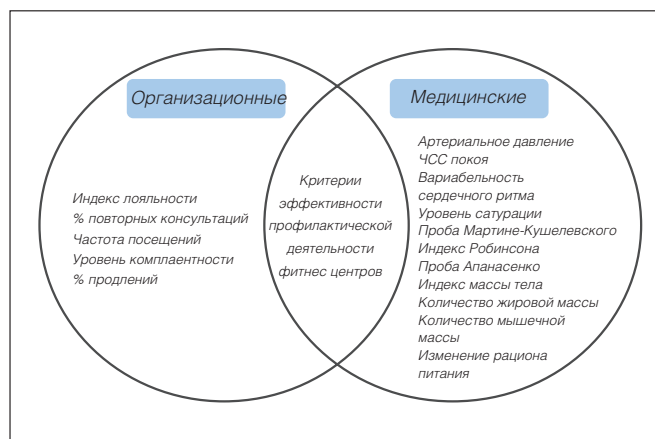 Организационные
Медицинские
Индекс лояльности
% повторных консультаций
Частота посещений
Уровень комплаентности
% продлений
Критерии
эффективности
профилактической
деятельности
фитнес центров
Артериальное давление
ЧСС покоя
Вариабельность
сердечного ритма
Уровень сатурации
Проба Мартине-Кушелевского
Индекс Робинсона
Проба Апанасенко
Индекс массы тела
Количество жировой массы
Количество мышечной
массы
Изменение рациона
питания